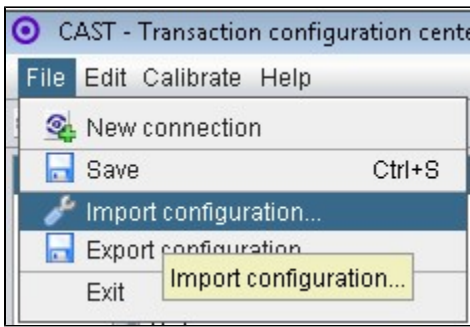 CAST - Transaction configuration cente
File Edit Calibrate Help
New connection
Save Ctrl+S
Import configuration...
Export configuration
Import configuration...
Exit